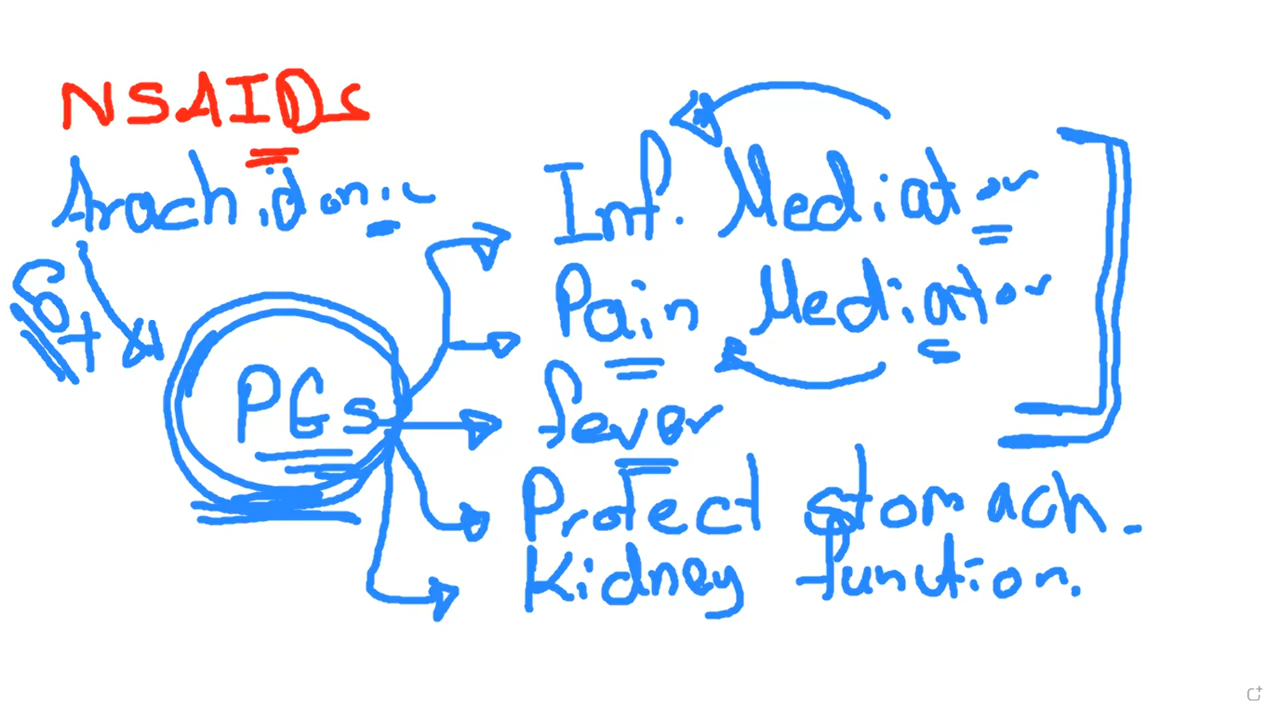 NSAIDs
Arachidonic
PGs
Inf. Mediator
Pain Mediator
fever
Protect stomach.
Kidney function.